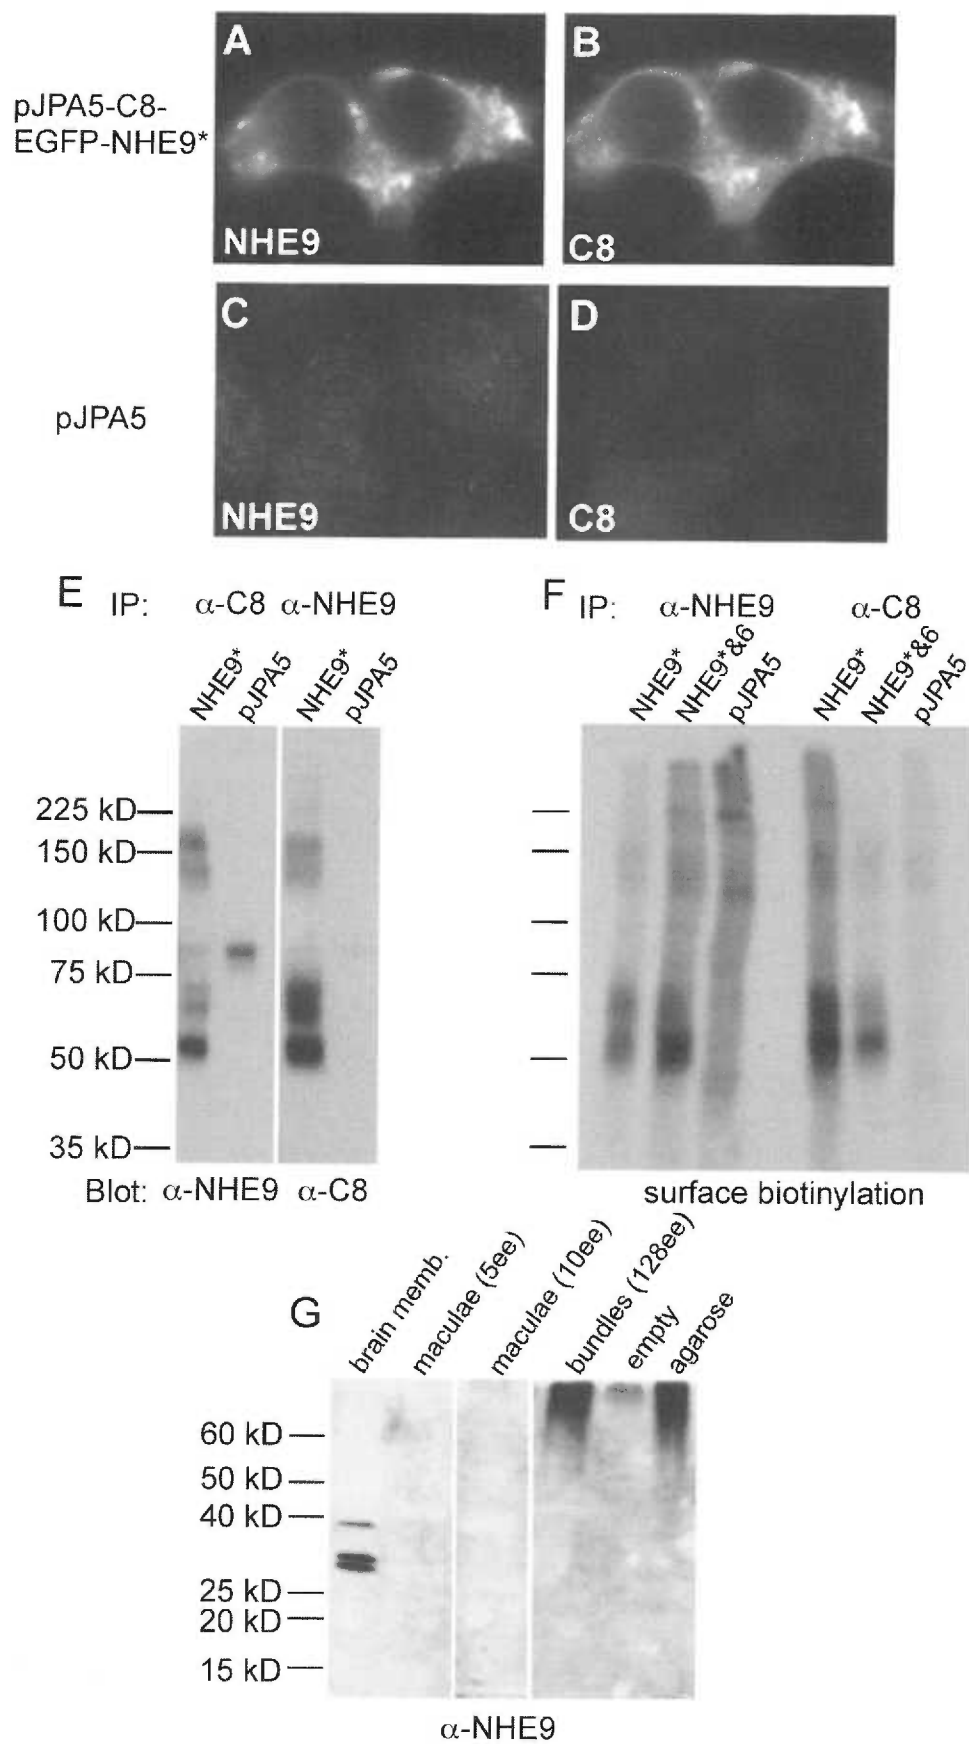 A
B
pJPA5-C8-
EGFP-NHE9*
NHE9
C8
C
D
pJPA5
NHE9
C8
E IP: α-C8 α-NHE9
NHE9* pJPA5 NHE9* pJPA5
225 kD
150 kD
100 kD
75 kD
50 kD
35 kD
Blot: α-NHE9 α-C8
F IP: α-NHE9 α-C8
NHE9* NHE9*&6 pJPA5 NHE9* NHE9*&6 pJPA5
surface biotinylation
G
brain memb. maculae (5ee) maculae (10ee) bundles (128ee) empty agarose
60 kD
50 kD
40 kD
25 kD
20 kD
15 kD
α-NHE9